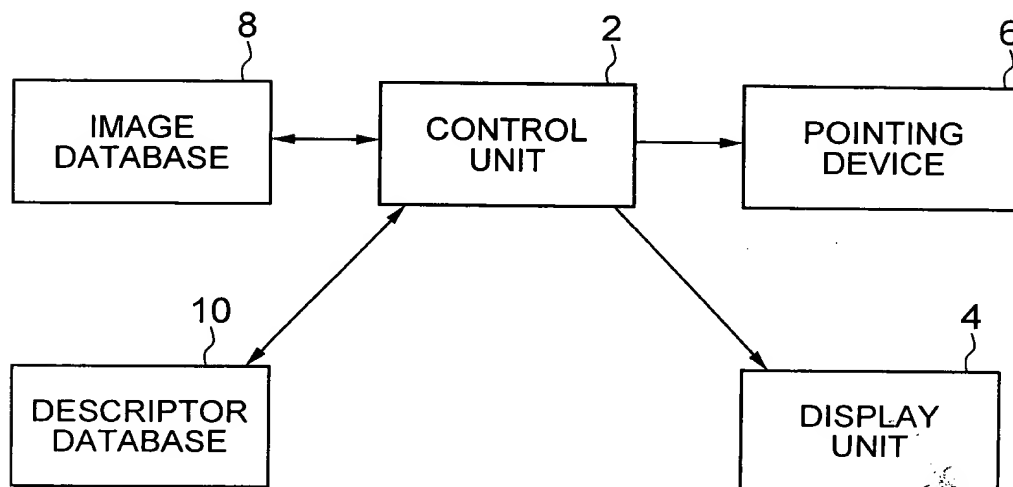 8
2
6
IMAGE
DATABASE
CONTROL
UNIT
POINTING
DEVICE
10
4
DESCRIPTOR
DATABASE
DISPLAY
UNIT